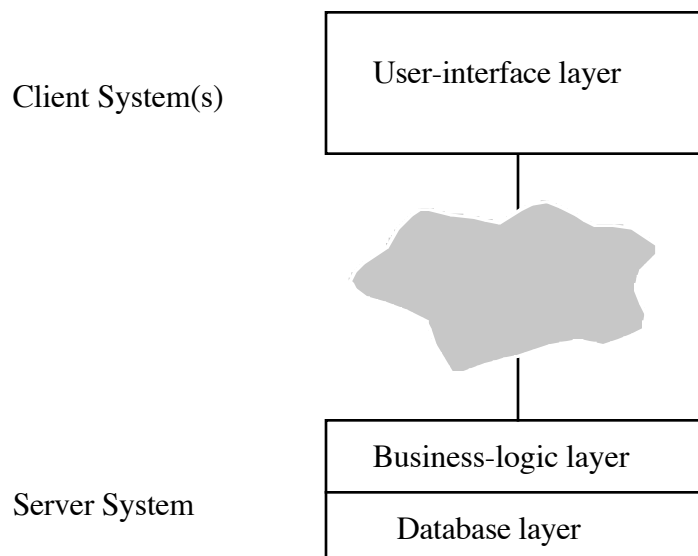 User-interface layer
Client System(s)
Business-logic layer
Server System
Database layer